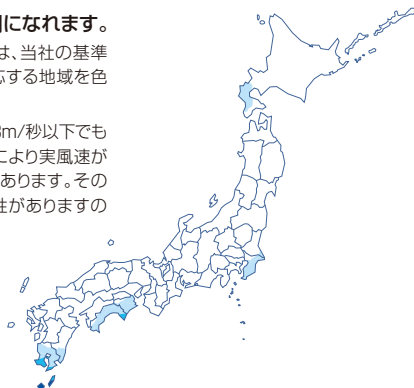 になれます。
は、当社の基準
応する地域を色
m/秒以下でも
により実風速が
あります。その
性がありますの